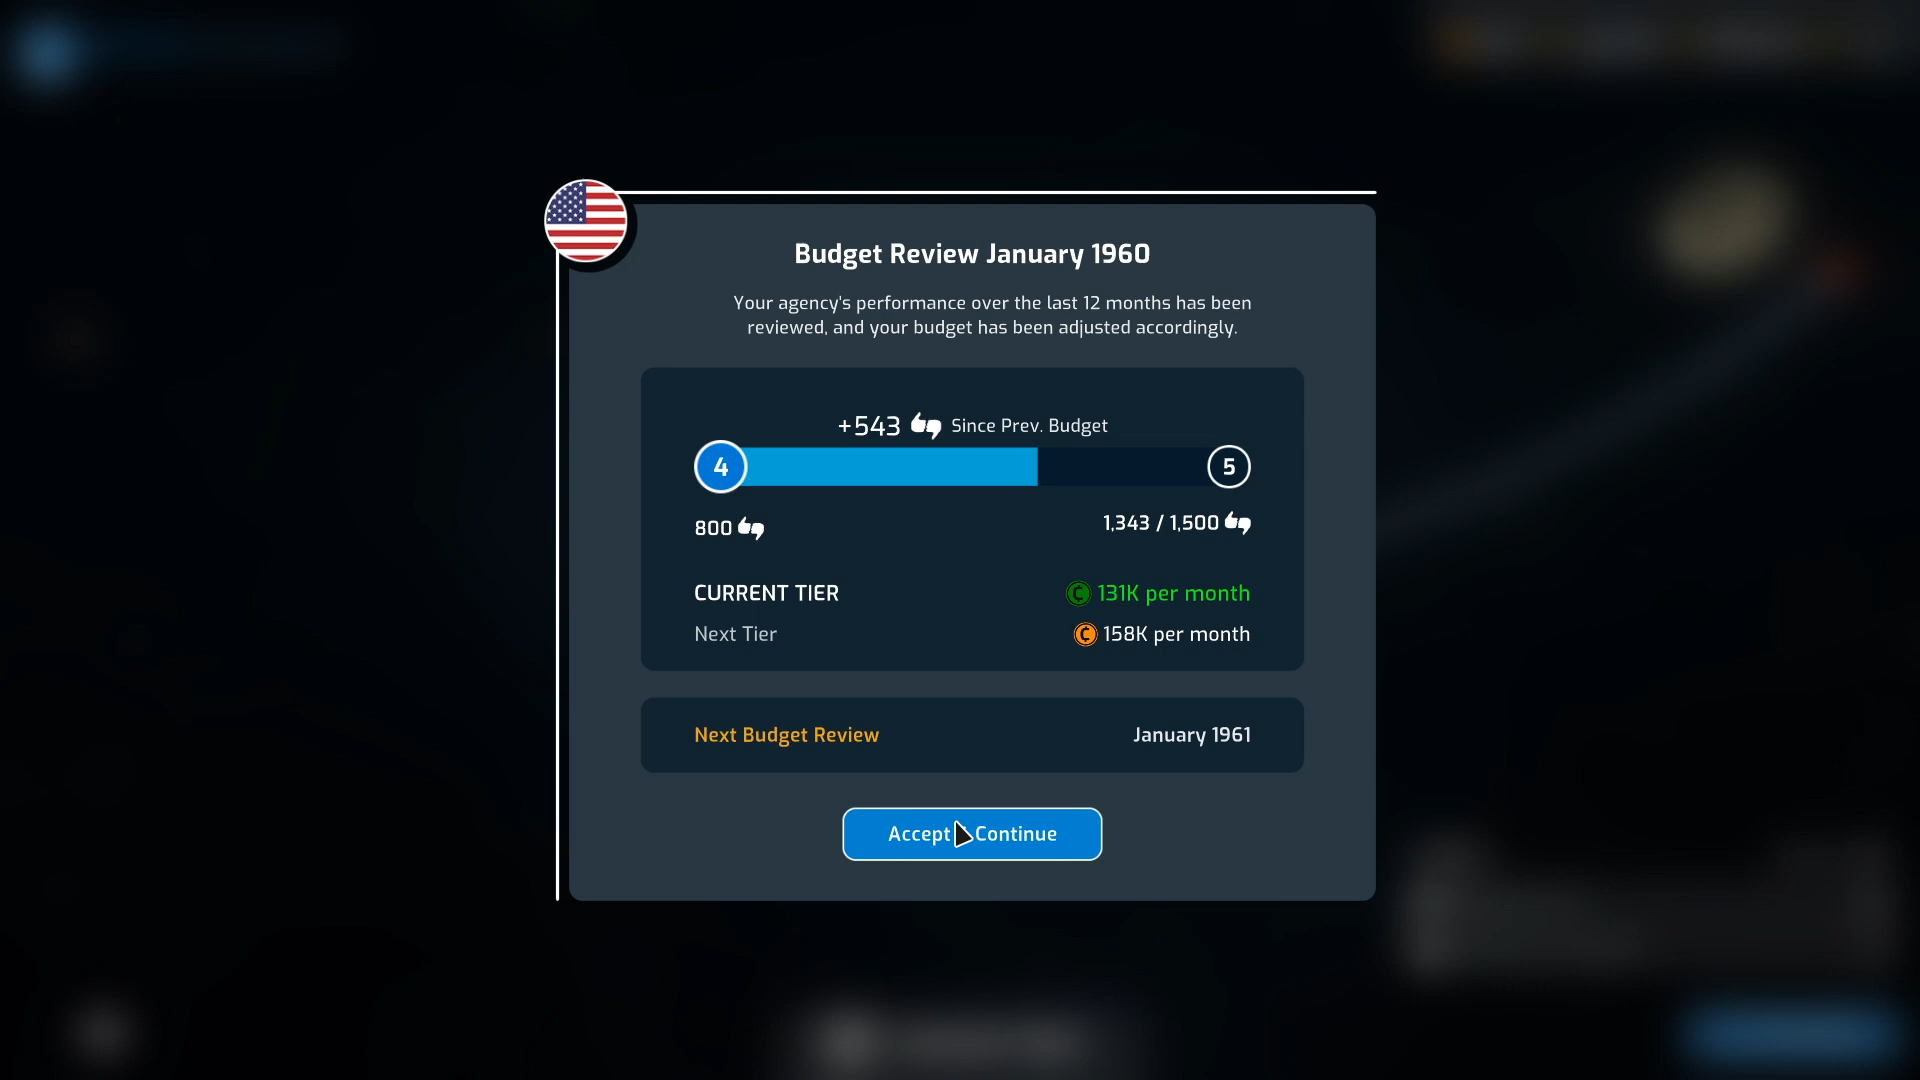 Budget Review January 1960
Your agency's performance over the last 12 months has been
reviewed, and your budget has been adjusted accordingly.
+543 Since Prev. Budget
4 5
800 1,343 / 1,500
CURRENT TIER 131K per month
Next Tier 158K per month
Next Budget Review January 1961
Accept Continue